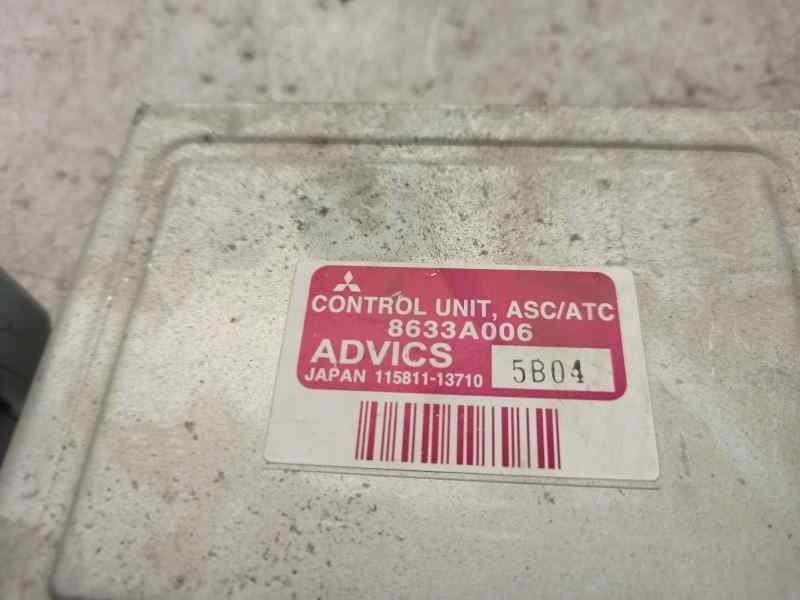 CONTROL UNIT, ASC/ATC
8633A006
ADVICS
JAPAN 115811-13710 5B04